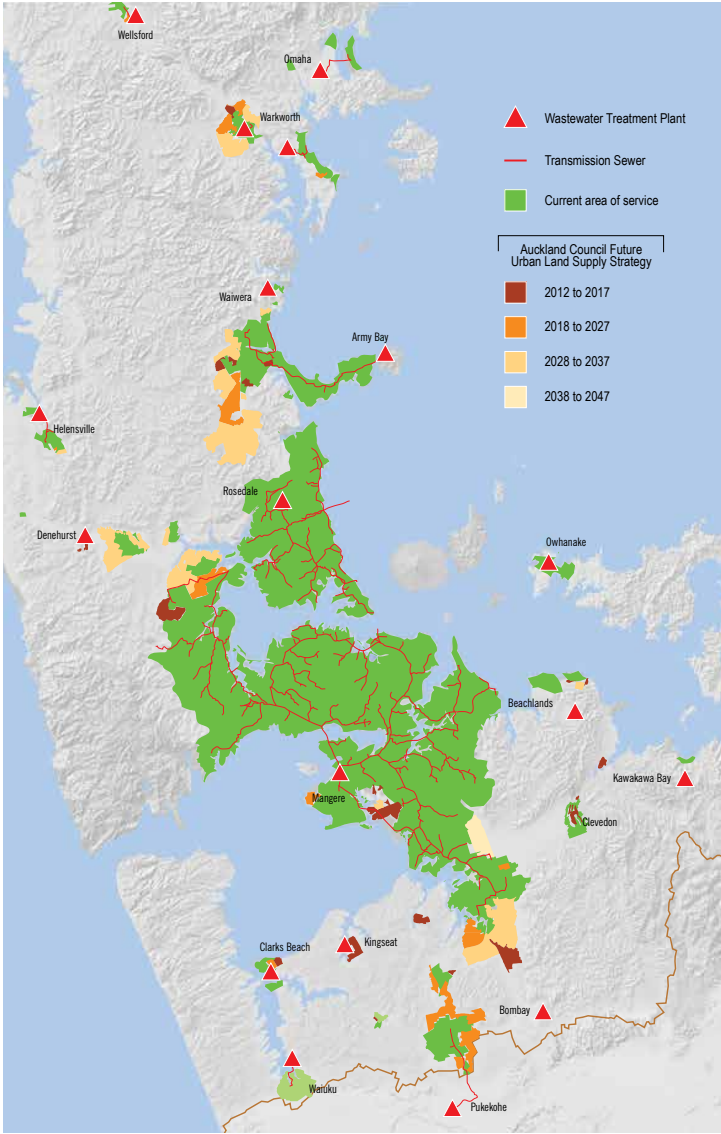 Wellsford
Omaha
Warkworth
Wastewater Treatment Plant
Transmission Sewer
Current area of service
Auckland Council Future
Urban Land Supply Strategy
2012 to 2017
2018 to 2027
2028 to 2037
2038 to 2047
Waiwera
Army Bay
Helensville
Rosedale
Denehurst
Owhanake
Beachlands
Kawakawa Bay
Mangere
Clevedon
Clarks Beach
Kingseat
Bombay
Waiuku
Pukekohe